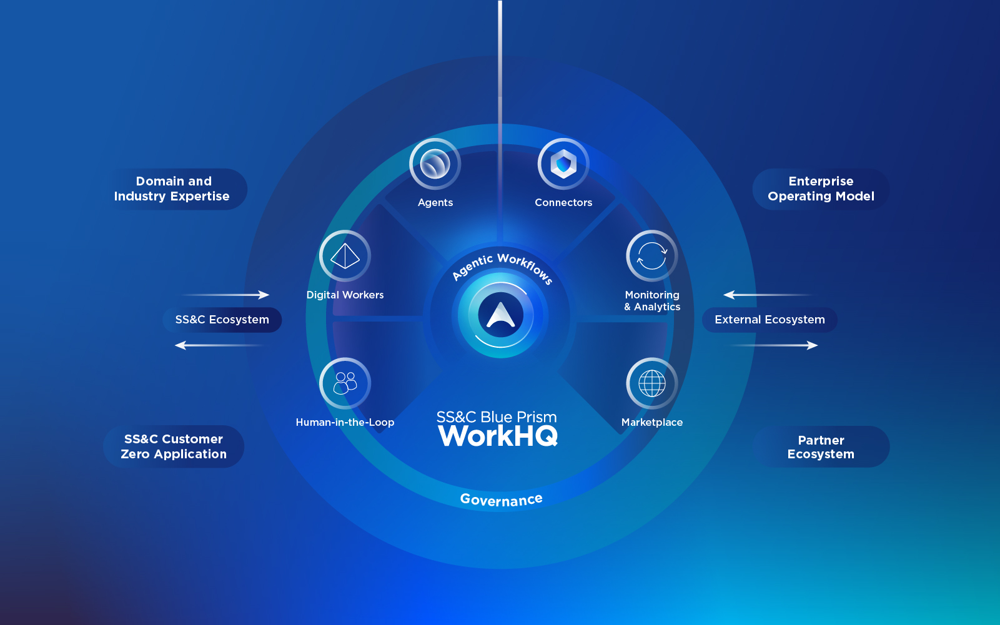 Agents
Connectors
Domain and
Industry Expertise
Enterprise
Operating Model
Agentic Workflows
Digital Workers
Monitoring
& Analytics
SS&C Ecosystem
External Ecosystem
Human-in-the-Loop
Marketplace
SS&C Blue Prism
WorkHQ
SS&C Customer
Zero Application
Partner
Ecosystem
Governance